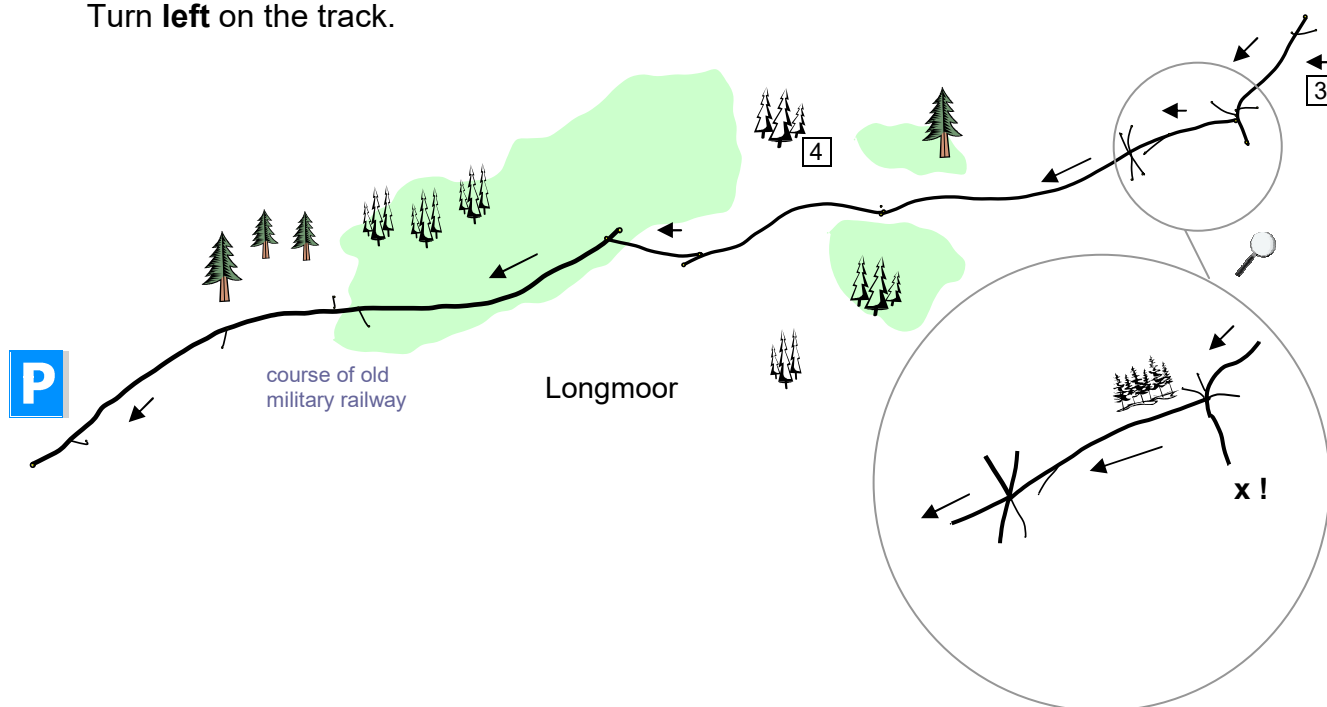 Turn left on the track.
3
4
P
course of old
military railway
Longmoor
x !